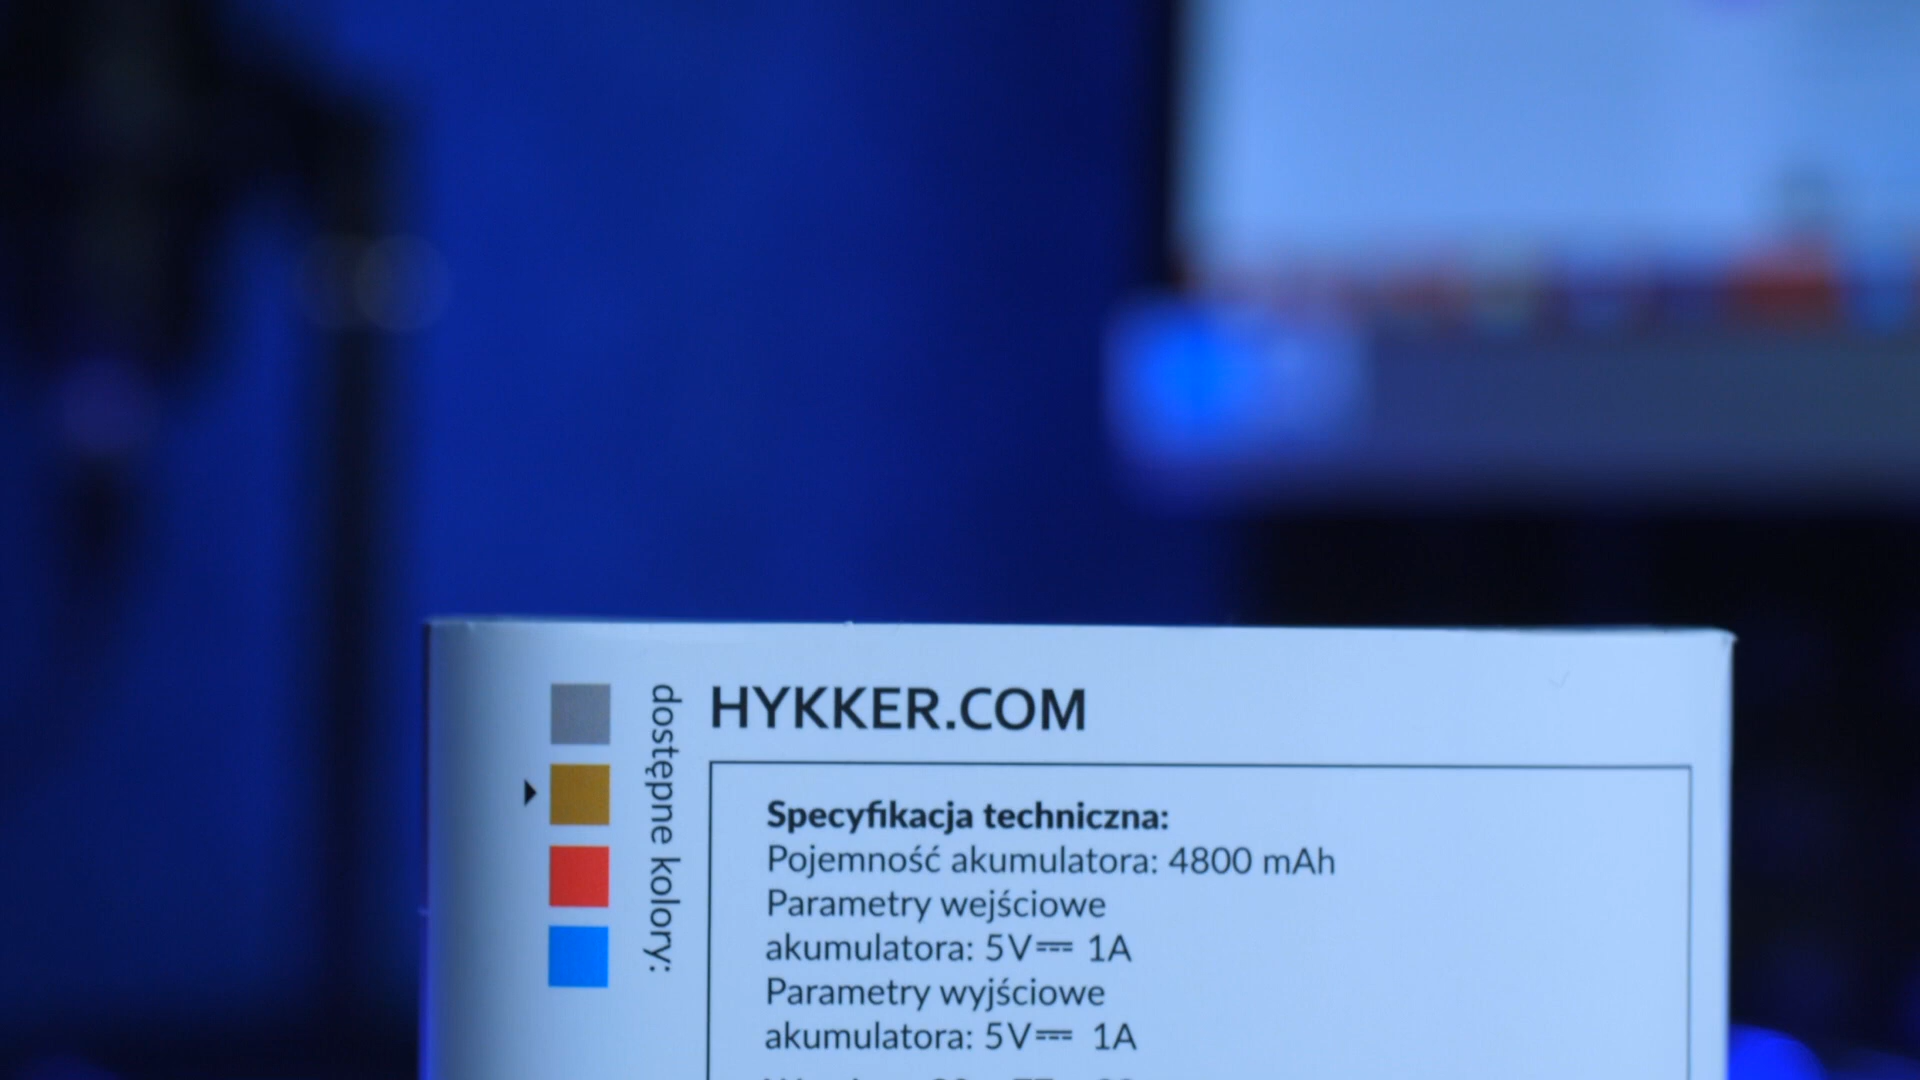 dostępne kolory:
HYKKER.COM
Specyfikacja techniczna:
Pojemność akumulatora: 4800 mAh
Parametry wejściowe
akumulatora: 5V⎓ 1A
Parametry wyjściowe
akumulatora: 5V⎓ 1A